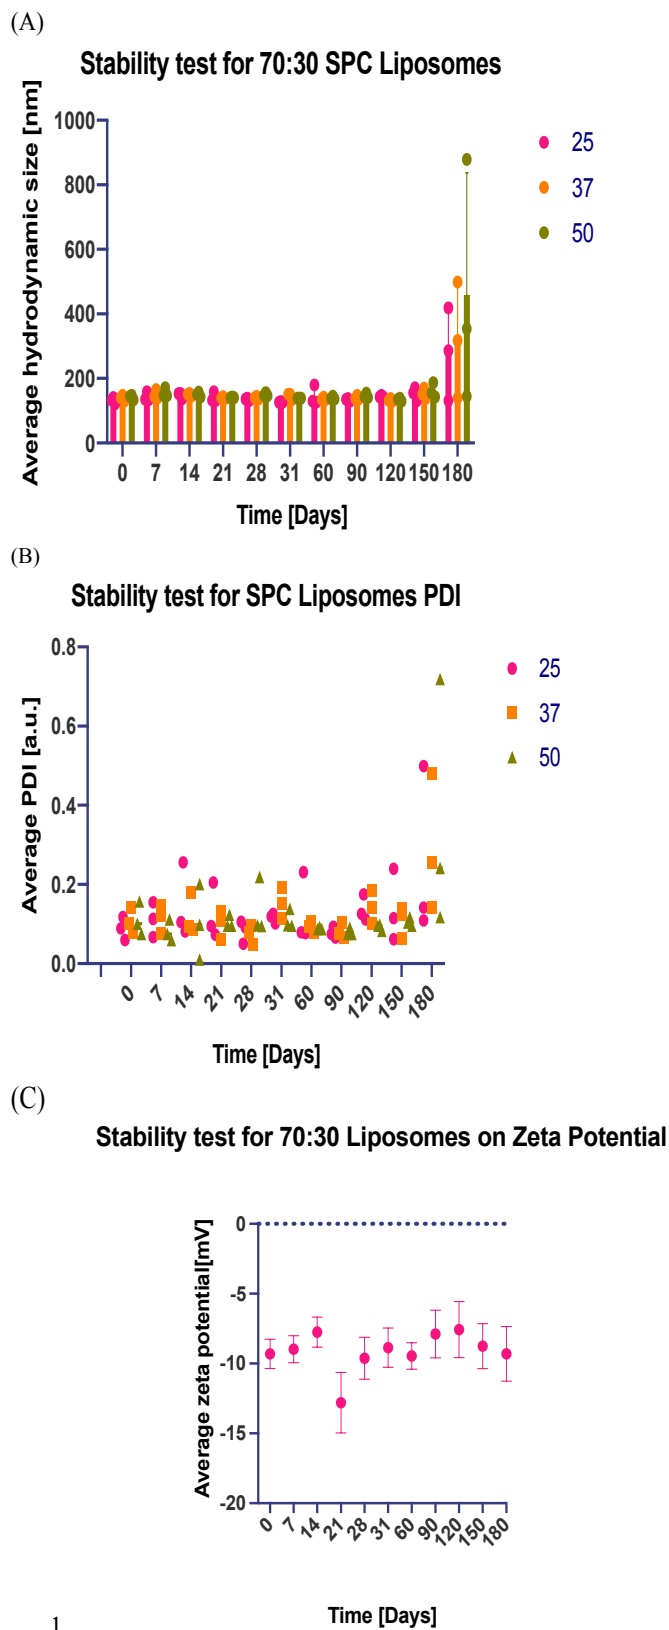 (A)
Stability test for 70:30 SPC Liposomes
Average hydrodynamic size [nm]
1000
800
600
400
200
0
25
37
50
0 7 14 21 28 31 60 90 120 150 180
Time [Days]
(B)
Stability test for SPC Liposomes PDI
Average PDI [a.u.]
0.8
0.6
0.4
0.2
0.0
25
37
50
0 7 14 21 28 31 60 90 120 150 180
Time [Days]
(C)
Stability test for 70:30 Liposomes on Zeta Potential
Average zeta potential[mV]
0
-5
-10
-15
-20
0 7 14 21 28 31 60 90 120 150 180
Time [Days]
1